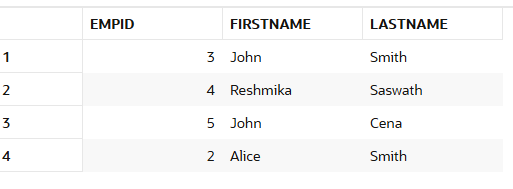 EMPID FIRSTNAME LASTNAME
1 3 John Smith
2 4 Reshmika Saswath
3 5 John Cena
4 2 Alice Smith